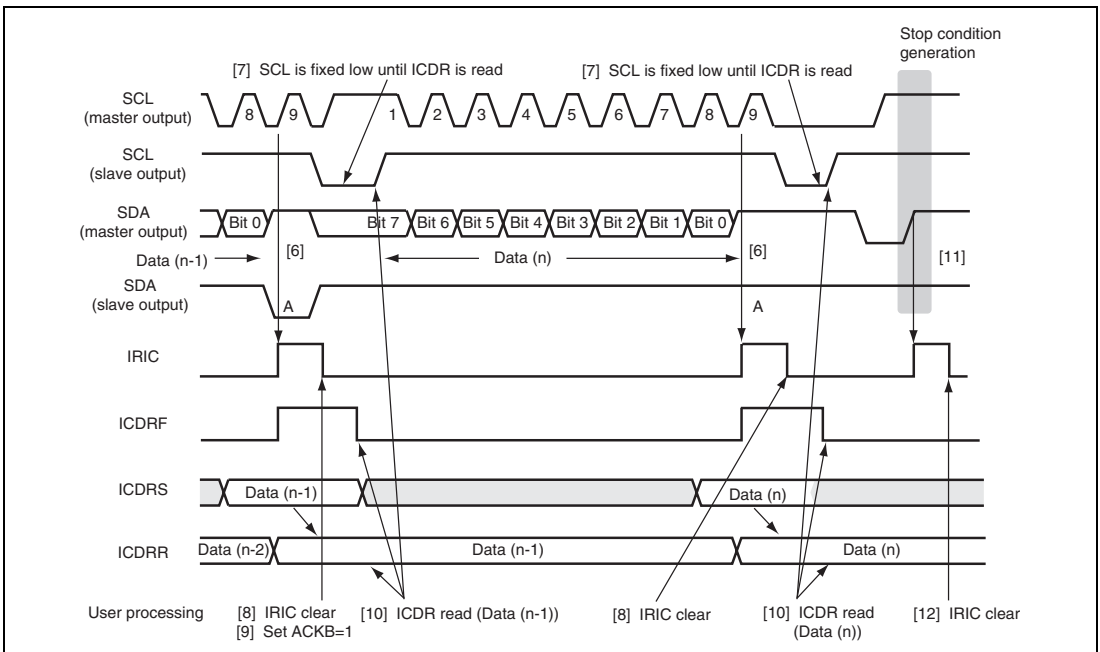 Stop condition
generation
[7] SCL is fixed low until ICDR is read
[7] SCL is fixed low until ICDR is read
SCL
(master output)
8 9 1 2 3 4 5 6 7 8 9
SCL
(slave output)
SDA
(master output)
Bit 0 Bit 7 Bit 6 Bit 5 Bit 4 Bit 3 Bit 2 Bit 1 Bit 0
Data (n-1) [6] Data (n) [6] [11]
SDA
(slave output)
A A
IRIC
ICDRF
ICDRS
Data (n-1) Data (n)
ICDRR
Data (n-2) Data (n-1) Data (n)
User processing
[8] IRIC clear
[9] Set ACKB=1
[10] ICDR read (Data (n-1))
[8] IRIC clear
[10] ICDR read
(Data (n))
[12] IRIC clear